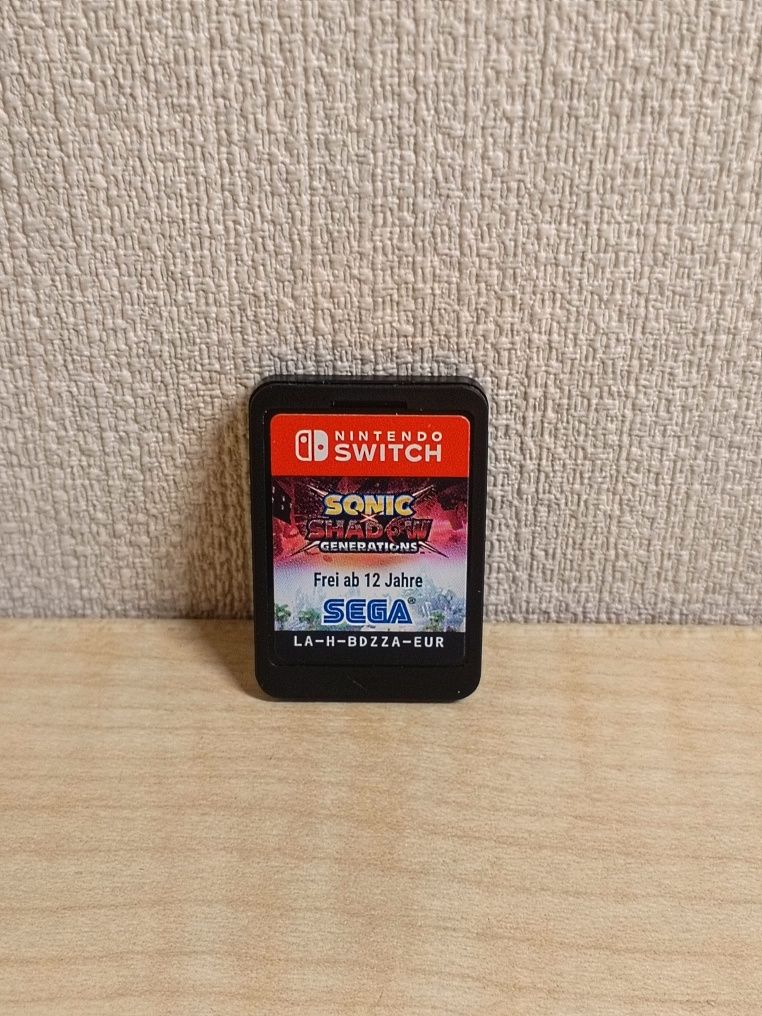 NINTENDO
SWITCH
SONIC
SHADOW
GENERATIONS
Frei ab 12 Jahre
SEGA®
LA-H-BDZZA-EUR